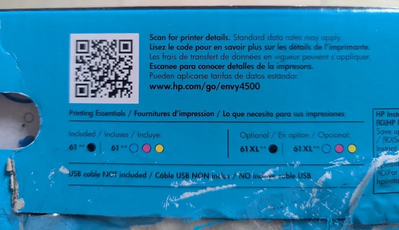 Scan for printer details. Standard data rates may apply.
Lisez le code pour en savoir plus sur les détails de l'imprimante.
Les frais de transfert de données en vigueur peuvent s'appliquer.
Escanee para conocer detalles de la impresora.
Pueden aplicarse tarifas de datos estándar.
www.hp.com/go/envy4500
Printing Essentials / Fournitures d'impression / Lo que necesita para sus impresiones:
Included / Incluses / Incluye:
61
61
Optional / En option / Opcional:
61XL
61XL
USB cable NOT included / Câble USB NON inclus / NO incluye cable USB
HP Inst
Save up